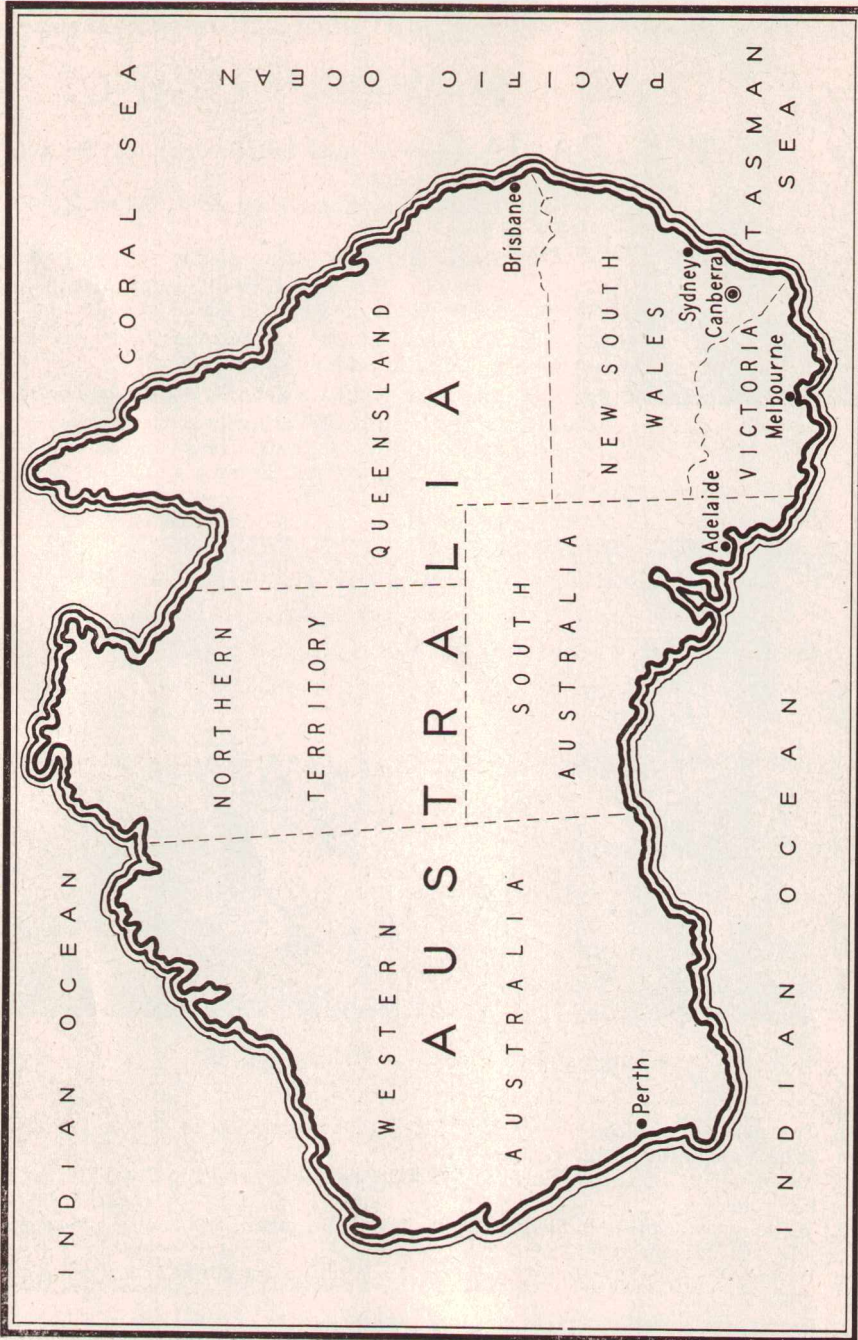 INDIAN OCEAN
CORAL SEA
PACIFIC OCEAN
NORTHERN
TERRITORY
QUEENSLAND
WESTERN
AUSTRALIA
AUSTRALIA
SOUTH
AUSTRALIA
Brisbane
NEW SOUTH
WALES
Perth
Sydney
Canberra
Adelaide
VICTORIA
Melbourne
TASMAN
SEA
INDIAN OCEAN